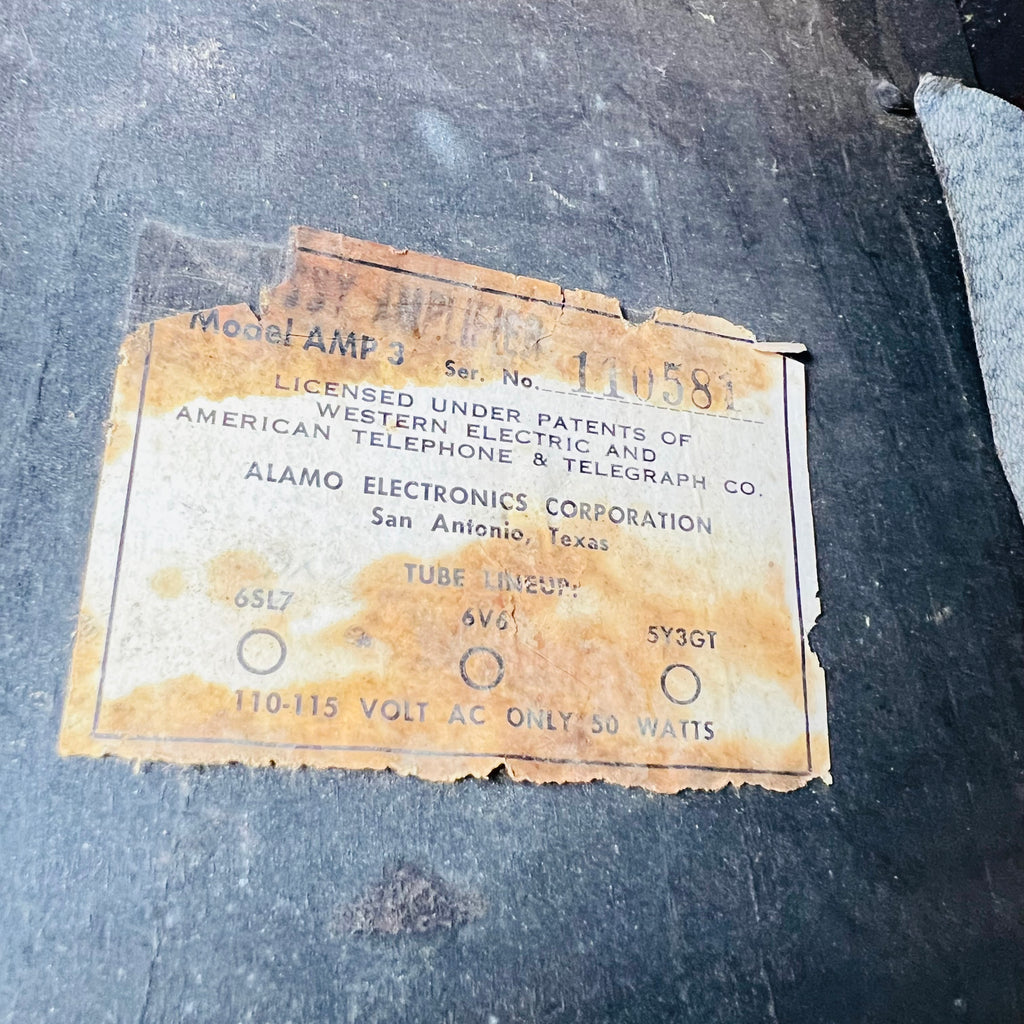 AMPLIFIER
Model AMP 3 Ser. No. 110581
LICENSED UNDER PATENTS OF
WESTERN ELECTRIC AND
AMERICAN TELEPHONE & TELEGRAPH CO.
ALAMO ELECTRONICS CORPORATION
San Antonio, Texas
TUBE LINEUP:
6SL7 6V6 5Y3GT
110-115 VOLT AC ONLY 50 WATTS